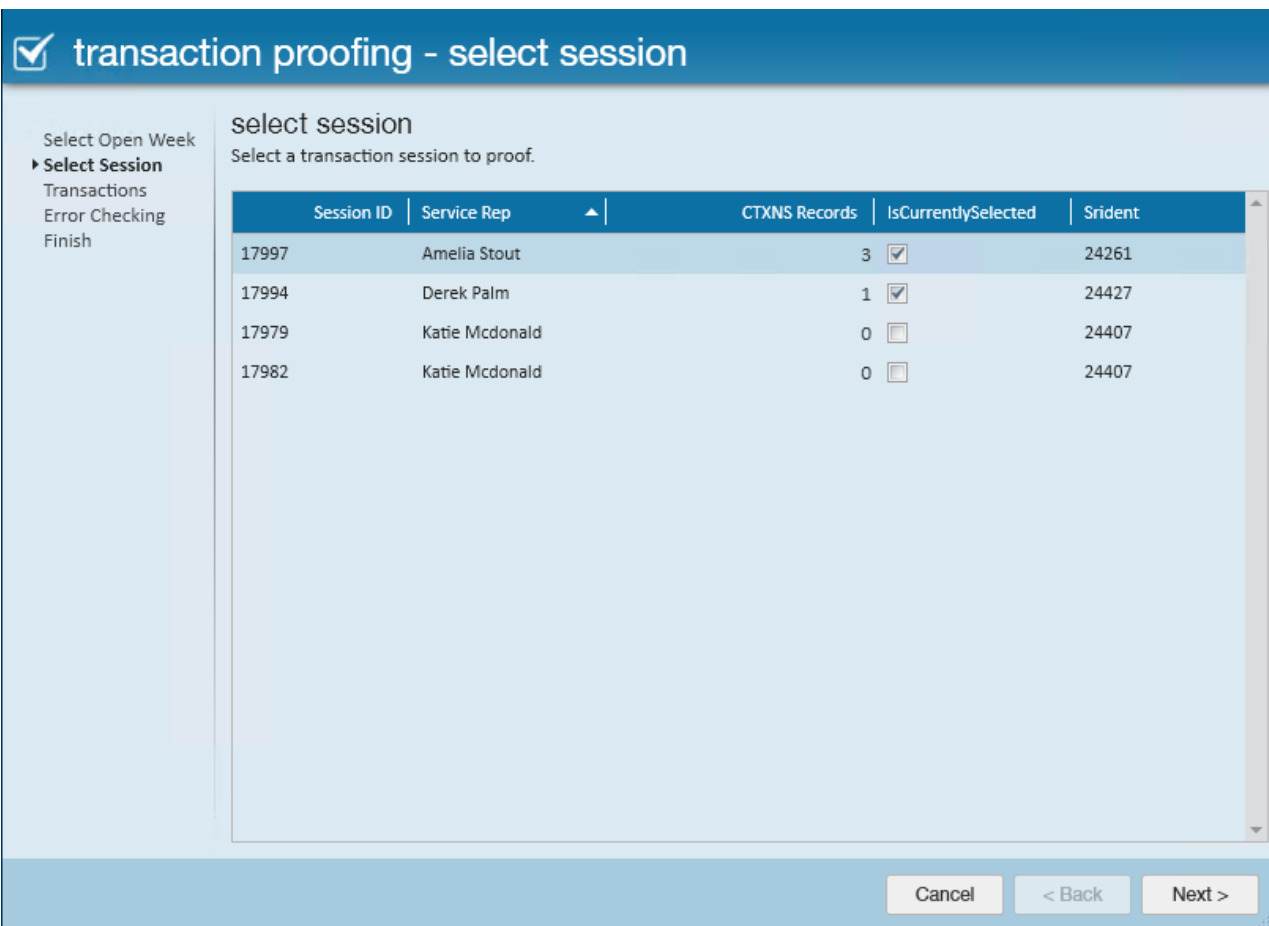 transaction proofing - select session
Select Open Week
Select Session
Transactions
Error Checking
Finish
select session
Select a transaction session to proof.
Session ID Service Rep CTXNS Records IsCurrentlySelected Srident
17997 Amelia Stout 3 24261
17994 Derek Palm 1 24427
17979 Katie Mcdonald 0 24407
17982 Katie Mcdonald 0 24407
Cancel < Back Next >